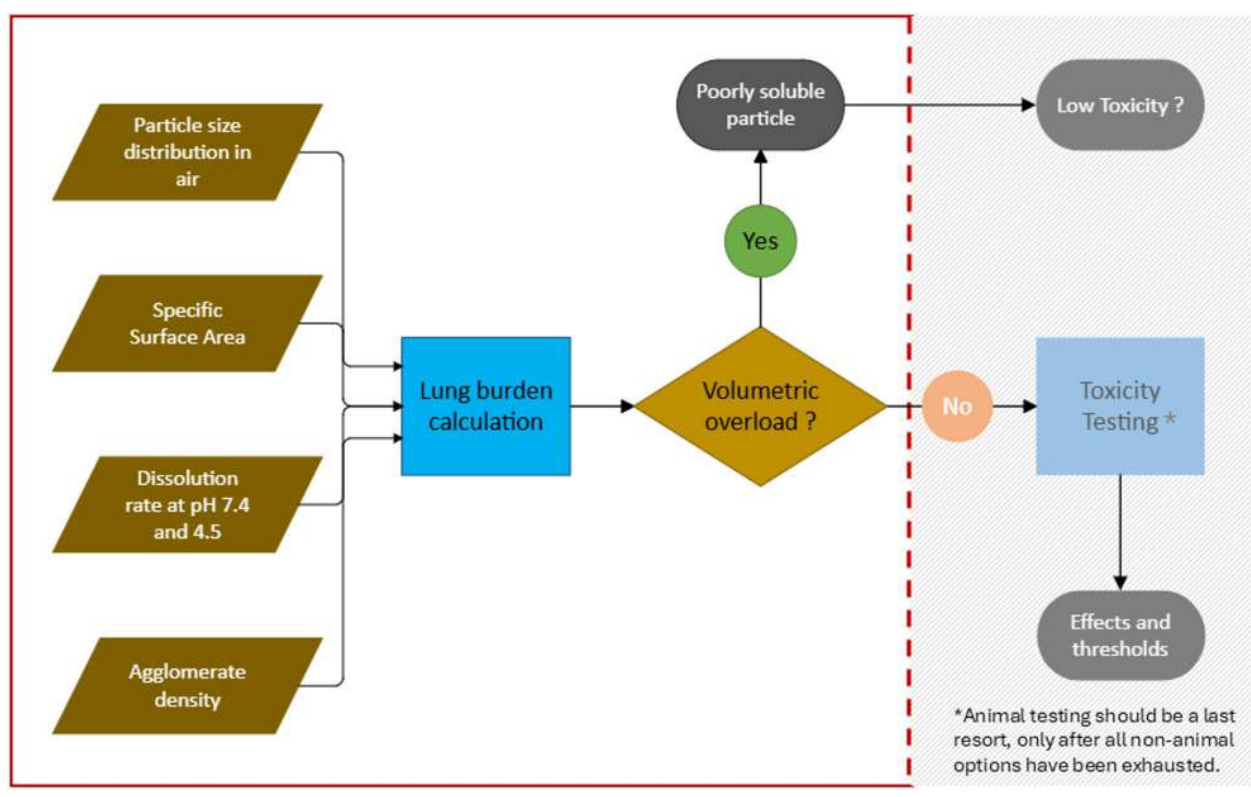 Particle size
distribution in
air
Specific
Surface Area
Dissolution
rate at pH 7.4
and 4.5
Agglomerate
density
Lung burden
calculation
Volumetric
overload ?
Yes
Poorly soluble
particle
No
Low Toxicity ?
Toxicity
Testing *
Effects and
thresholds
*Animal testing should be a last
resort, only after all non-animal
options have been exhausted.